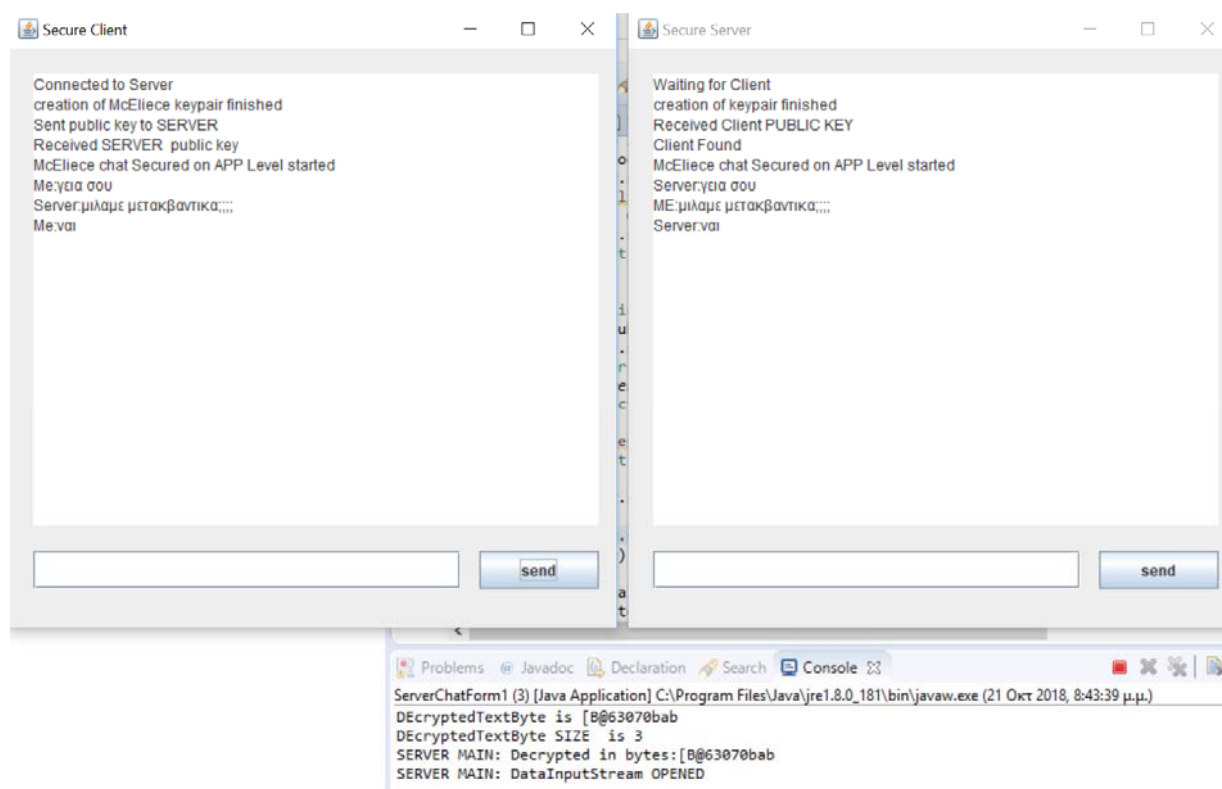 Secure Client
Connected to Server
creation of McEliece keypair finished
Sent public key to SERVER
Received SERVER  public key
McEliece chat Secured on APP Level started
Me:γεια σου
Server:μιλαμε μετακβαντικα;;;;
Me:ναι
send
Secure Server
Waiting for Client
creation of keypair finished
Received Client PUBLIC KEY
Client Found
McEliece chat Secured on APP Level started
Server:γεια σου
ME:μιλαμε μετακβαντικα;;;;
Server:ναι
send
Problems @ Javadoc Declaration Search Console
ServerChatForm1 (3) [Java Application] C:\Program Files\Java\jre1.8.0_181\bin\javaw.exe (21 Οκτ 2018, 8:43:39 μ.μ.)
DEcryptedTextByte is [B@63070bab
DEcryptedTextByte SIZE  is 3
SERVER MAIN: Decrypted in bytes:[B@63070bab
SERVER MAIN: DataInputStream OPENED